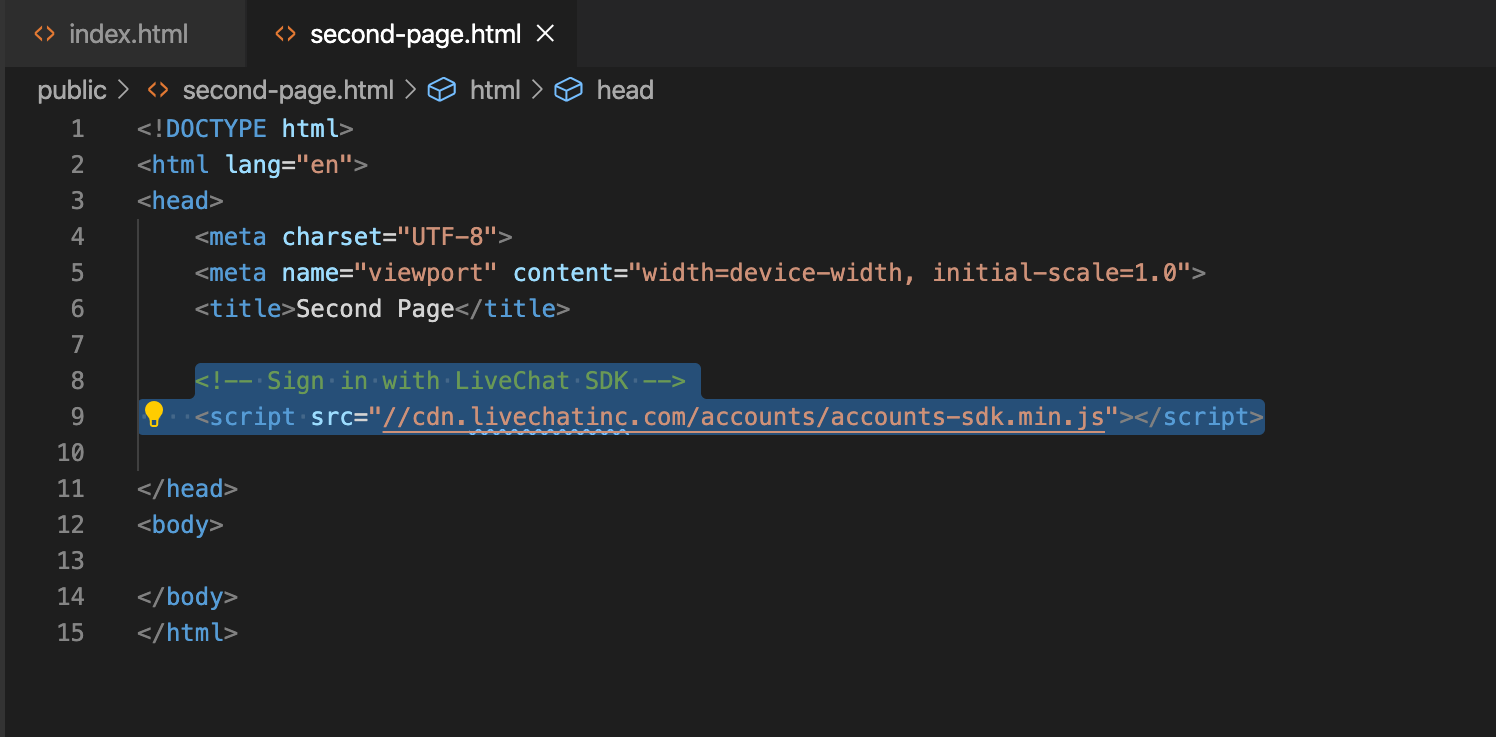 index.html
second-page.html
public > second-page.html > html > head
1 <!DOCTYPE html>
2 <html lang="en">
3 <head>
4     <meta charset="UTF-8">
5     <meta name="viewport" content="width=device-width, initial-scale=1.0">
6     <title>Second Page</title>
7
8     <!-- Sign in with LiveChat SDK -->
9     <script src="//cdn.livechatinc.com/accounts/accounts-sdk.min.js"></script>
10
11 </head>
12 <body>
13
14 </body>
15 </html>